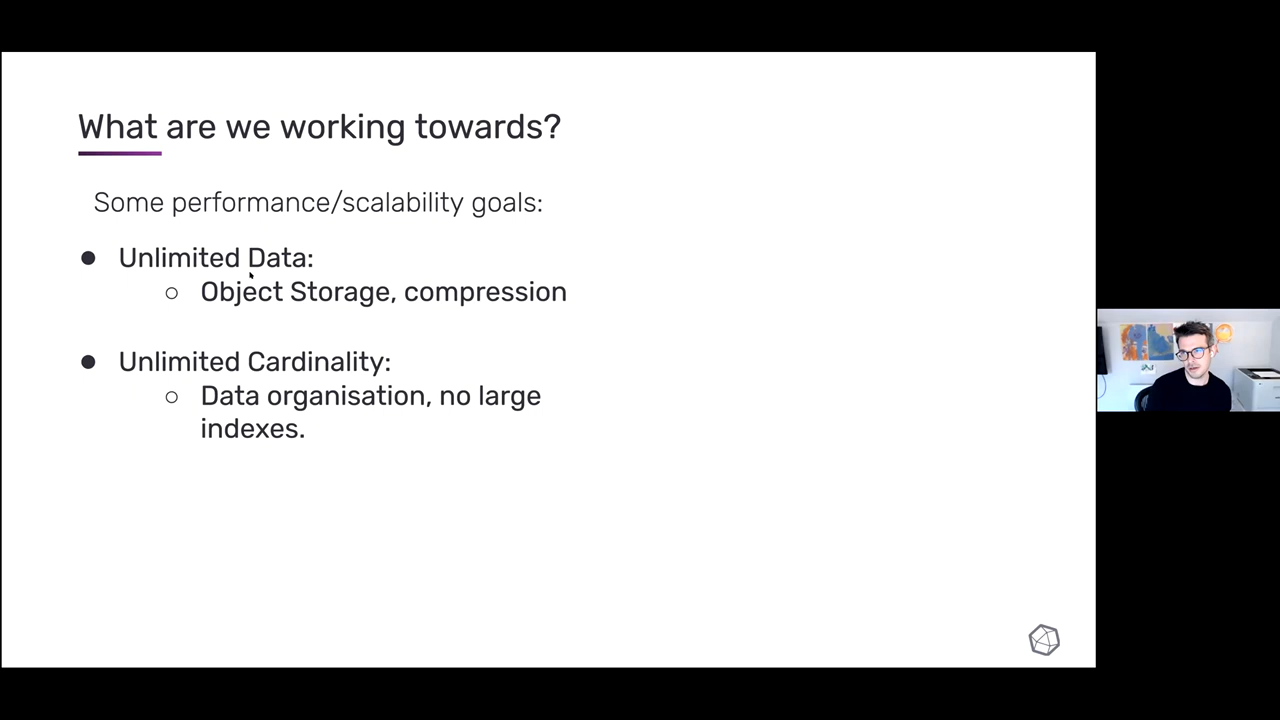 What are we working towards?
Some performance/scalability goals:
● Unlimited Data:
○ Object Storage, compression
● Unlimited Cardinality:
○ Data organisation, no large
indexes.